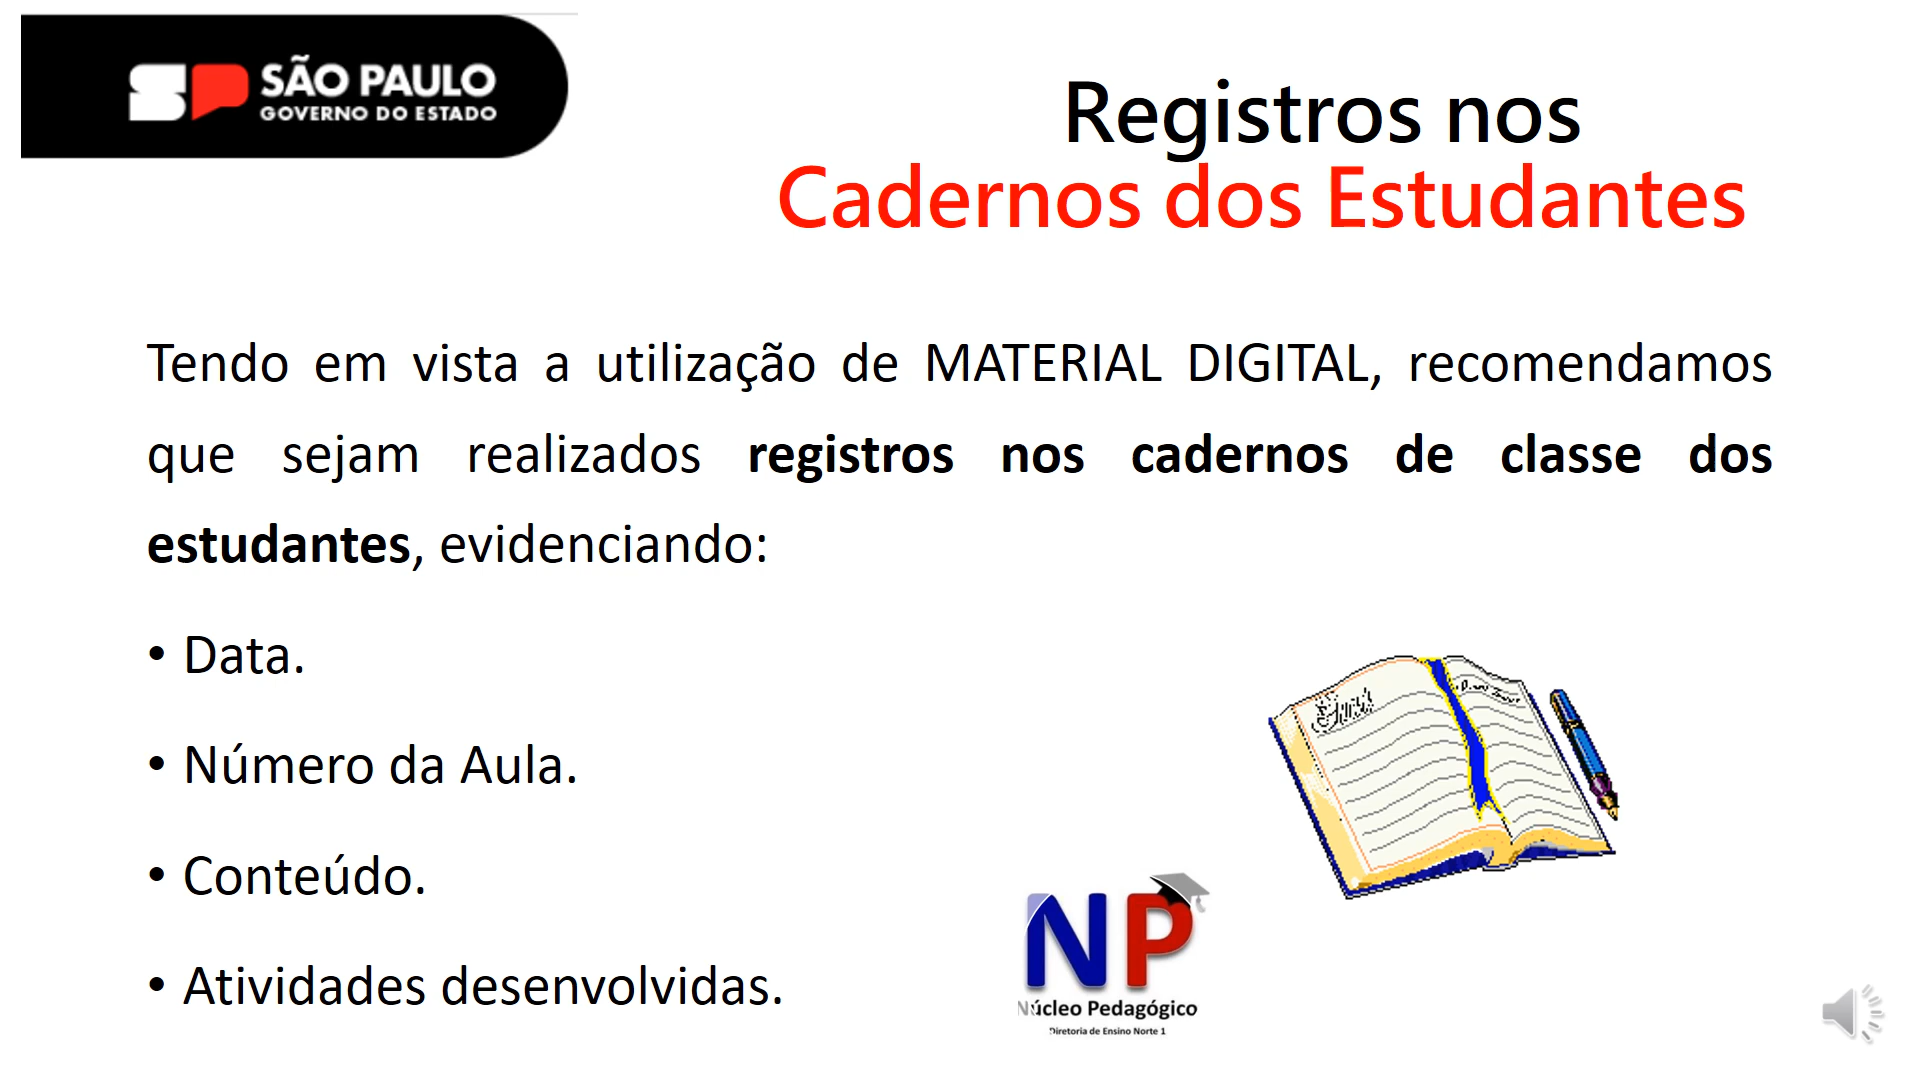 SÃO PAULO
GOVERNO DO ESTADO
Registros nos
Cadernos dos Estudantes
Tendo em vista a utilização de MATERIAL DIGITAL, recomendamos
que sejam realizados registros nos cadernos de classe dos
estudantes, evidenciando:
• Data.
• Número da Aula.
• Conteúdo.
• Atividades desenvolvidas.
NP
Núcleo Pedagógico
Diretoria de Ensino Norte 1